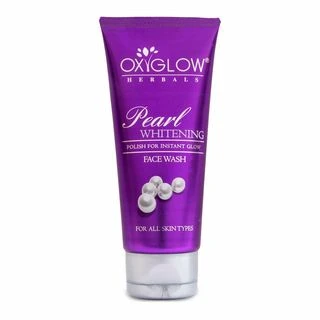 OXYGLOW®
HERBALS
Pearl
WHITENING
POLISH FOR INSTANT GLOW
FACE WASH
FOR ALL SKIN TYPES